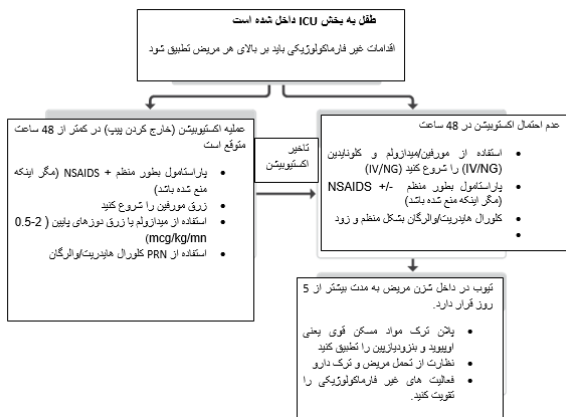 طفل به بخش ICU داخل شده است
اقدامات غیر فارماکولوژیکی باید بر بالای هر مریض تطبیق شود
عملیه اکستیوبیشن (خارج کردن پیپ) در کمتر از 48 ساعت
متوقع است
پاراستامول بطور منظم + NSAIDS (مگر اینکه
منع شده باشد)
زرق مورفین را شروع کنید
استفاده از میدازولم یا زرق دوزهای پایین (0.5-2
mcg/kg/mn)
استفاده از PRN کلورال هایدریت/والرگان
تاخیر
اکستیوبیشن
عدم احتمال اکستوبیشن در 48 ساعت
استفاده از مورفین/میدازولم و کلونایدین
(IV/NG) را شروع کنید (IV/NG)
پاراستامول بطور منظم +/- NSAIDS
(مگر اینکه منع شده باشد)
کلورال هایدریت/والرگان بشکل منظم و زود
تیوب در داخل شزن مریض به مدت بیشتر از 5
روز قرار دارد.
پلان ترک مواد مسکن قوی یعنی
اوپیوید و بنزودیازیپین را تطبیق کنید
نظارت از تحمل مریض و ترک دارو
فعالیت های غیر فارماکولوژیکی را
تقویت کنید.